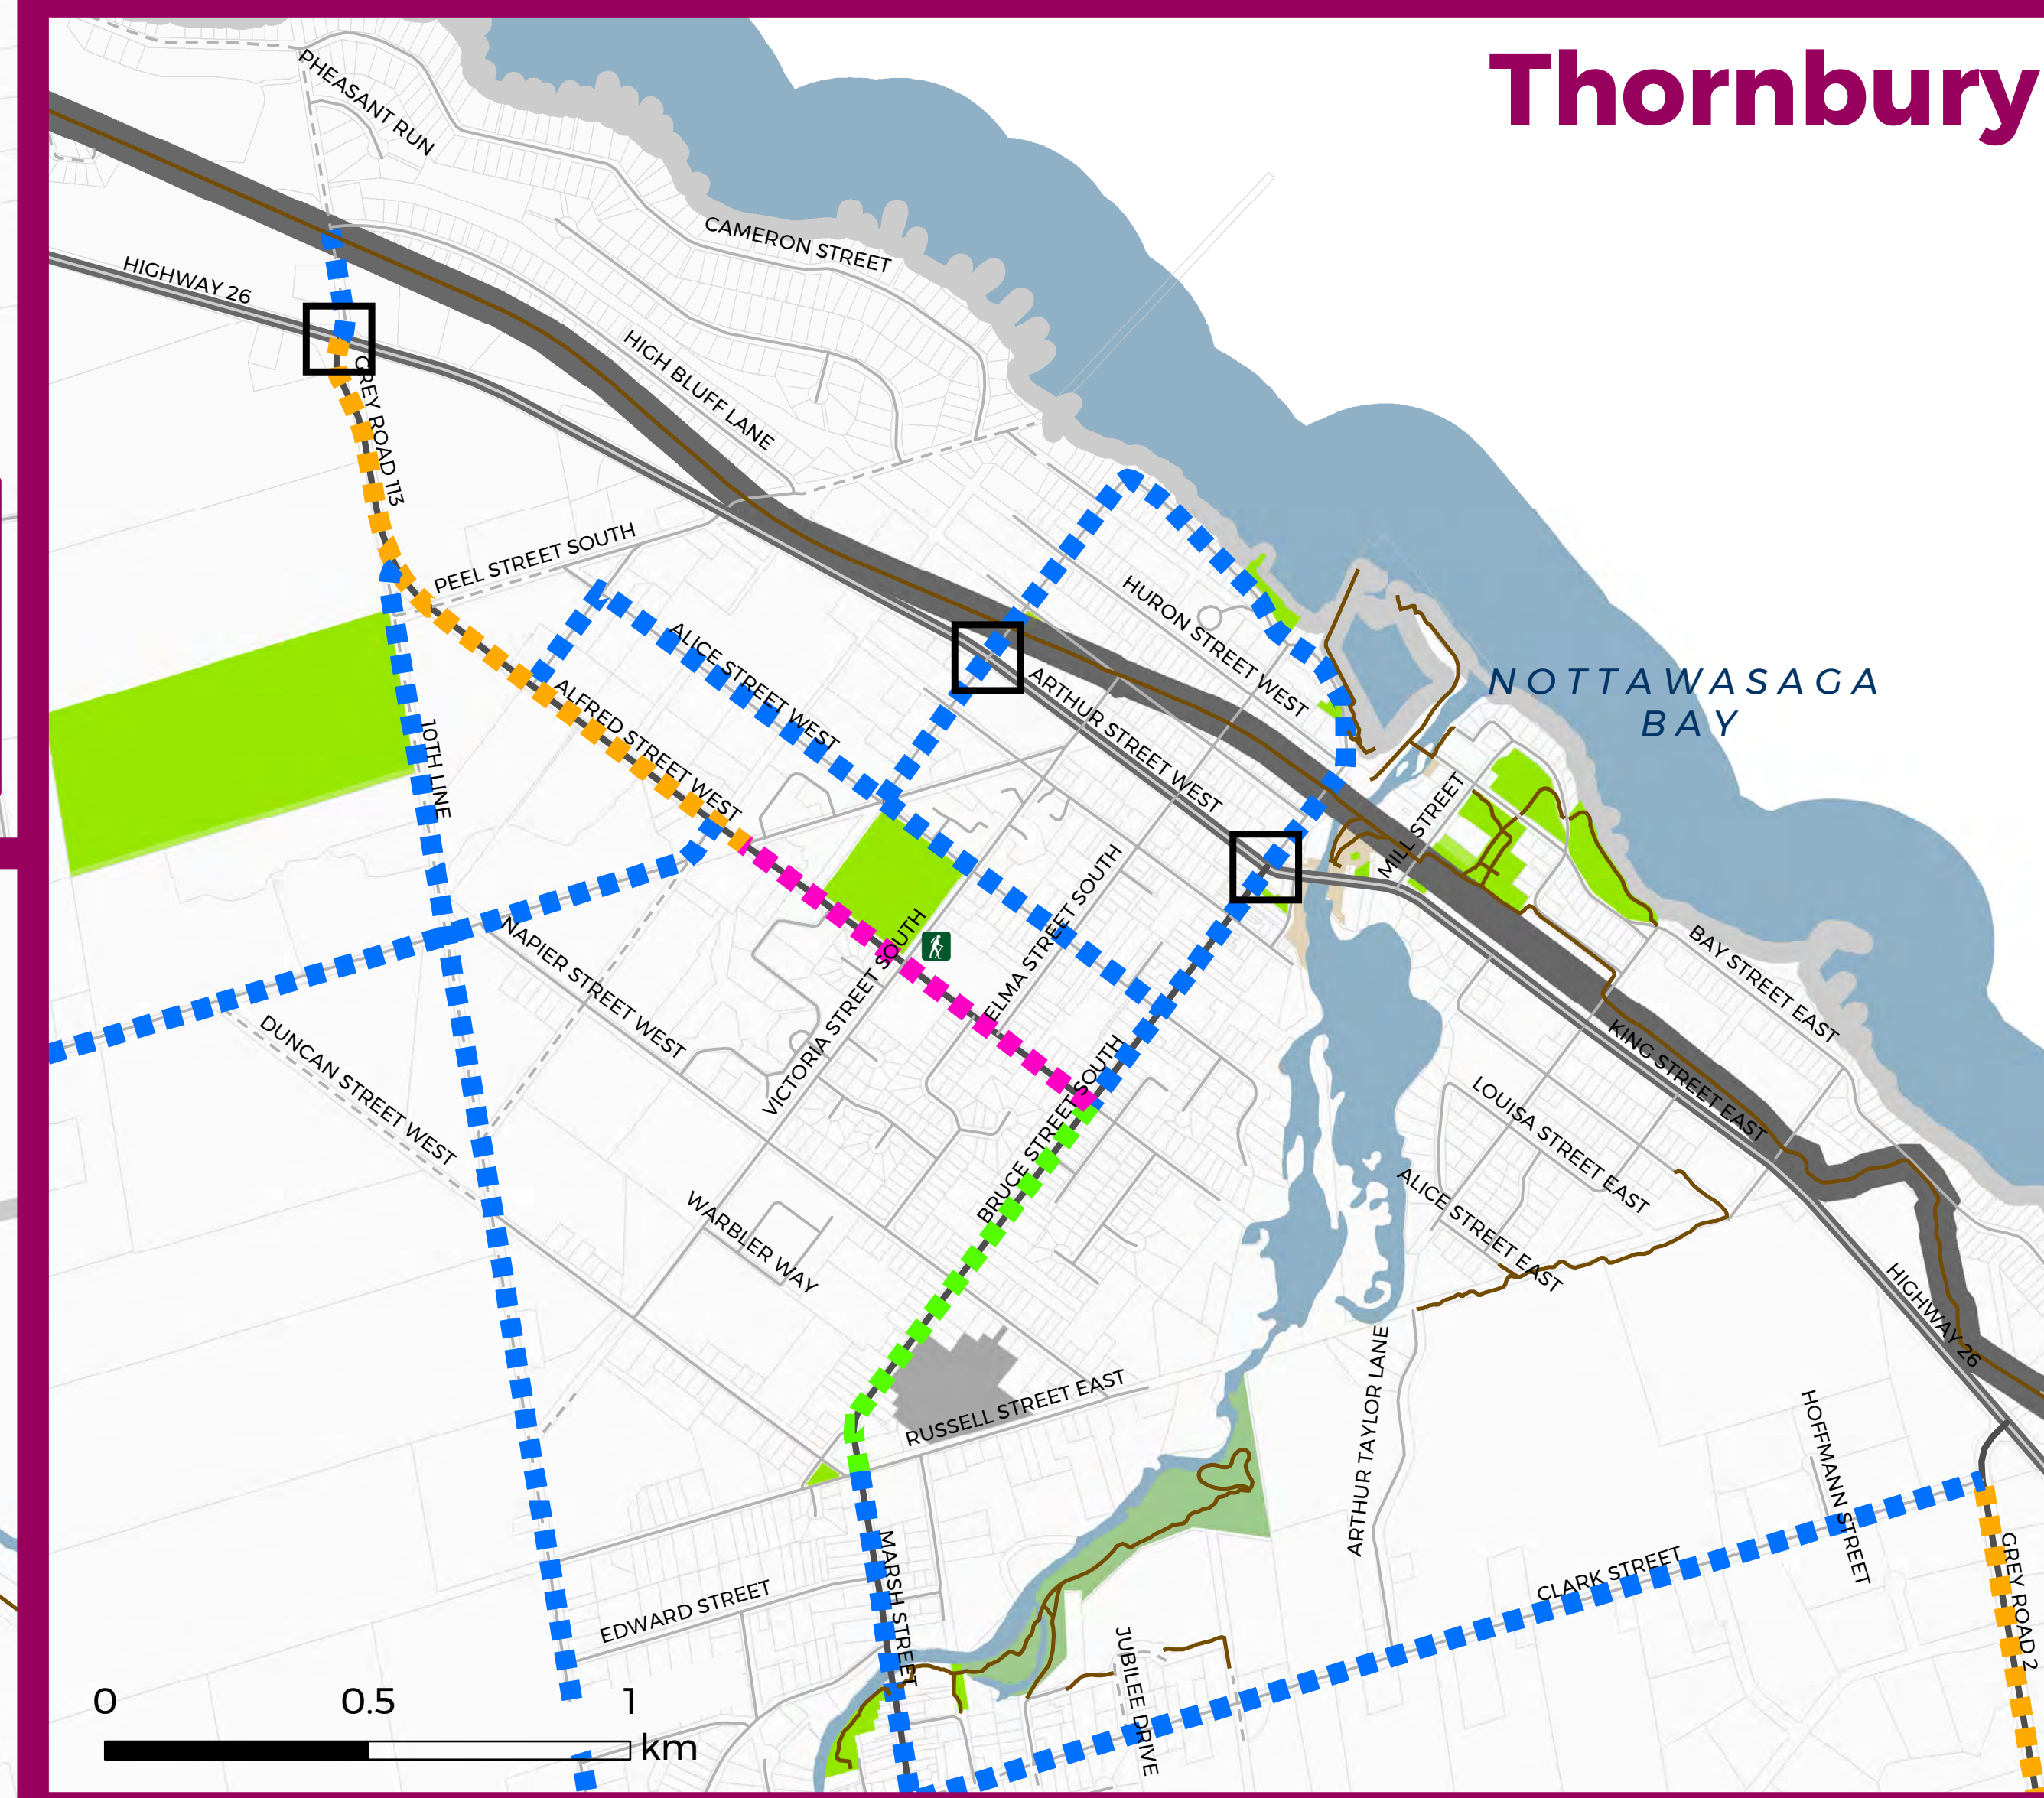 Thornbury
PHEASANT RUN
CAMERON STREET
HIGHWAY 26
HIGH BLUFF LANE
GREY ROAD 113
PEEL STREET SOUTH
HURON STREET WEST
ALICE STREET WEST
ARTHUR STREET WEST
NOTTAWASAGA
BAY
ALFRED STREET WEST
10TH LINE
MILL STREET
ELMA STREET SOUTH
VICTORIA STREET SOUTH
NAPIER STREET WEST
BAY STREET EAST
DUNCAN STREET WEST
KING STREET EAST
BRUCE STREET SOUTH
LOUISA STREET EAST
ALICE STREET EAST
WARBLER WAY
HIGHWAY 26
RUSSELL STREET EAST
ARTHUR TAYLOR LANE
HOFFMANN STREET
MARSH STREET
CLARK STREET
GREY ROAD 2
EDWARD STREET
JUBILEE DRIVE
0 0.5 1
km